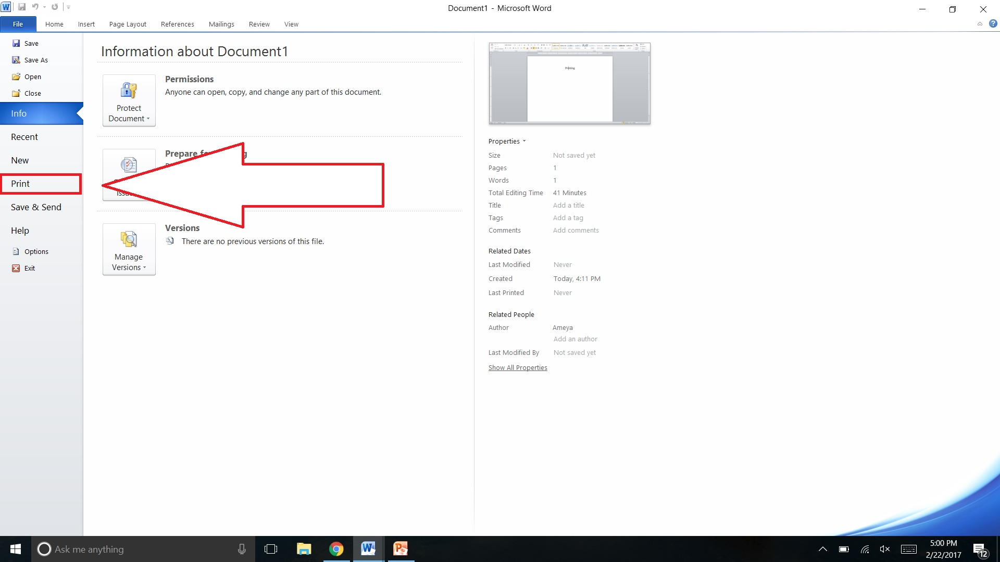 Document1 - Microsoft Word
File Home Insert Page Layout References Mailings Review View
Save
Save As
Open
Close
Info
Recent
New
Print
Save & Send
Help
Options
Exit
Information about Document1
Protect
Document
Permissions
Anyone can open, copy, and change any part of this document.
Prepare
Manage
Versions
Versions
There are no previous versions of this file.
Printing
Properties
Size Not saved yet
Pages 1
Words 1
Total Editing Time 41 Minutes
Title Add a title
Tags Add a tag
Comments Add comments
Related Dates
Last Modified Never
Created Today, 4:11 PM
Last Printed Never
Related People
Author Ameya
Add an author
Last Modified By Not saved yet
Show All Properties
Ask me anything
5:00 PM
2/22/2017
12